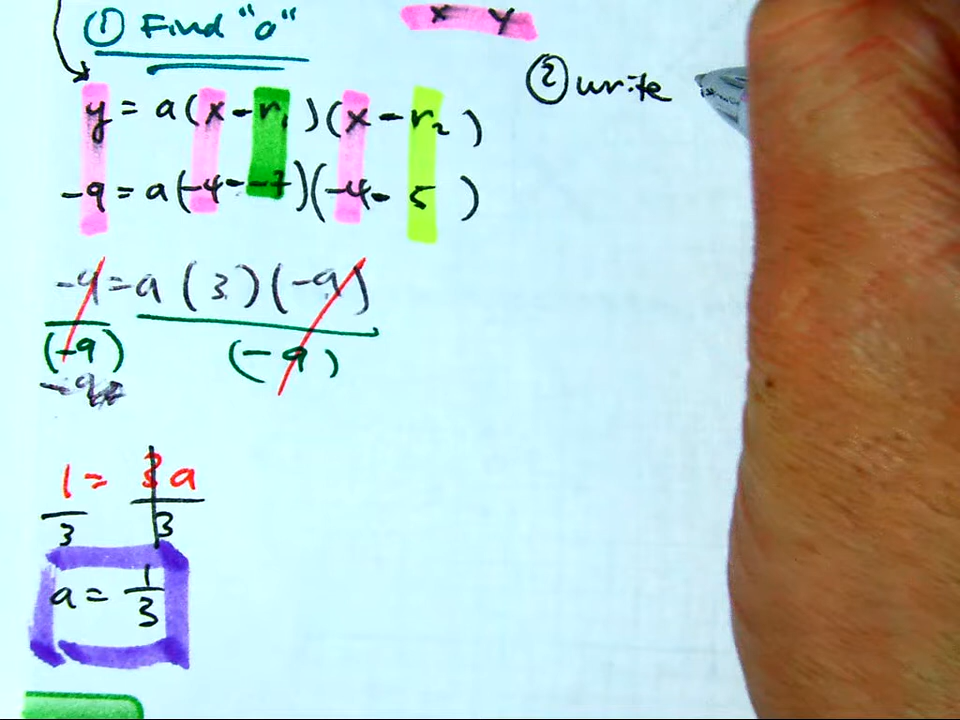 ① Find "a"
x y
② write
y = a(x - r₁)(x - r₂)
-9 = a(-4 - -7)(-4 - 5)
-9 = a(3)(-9)
(-9) (-9)
1 = 3a
3 3
a = 1/3